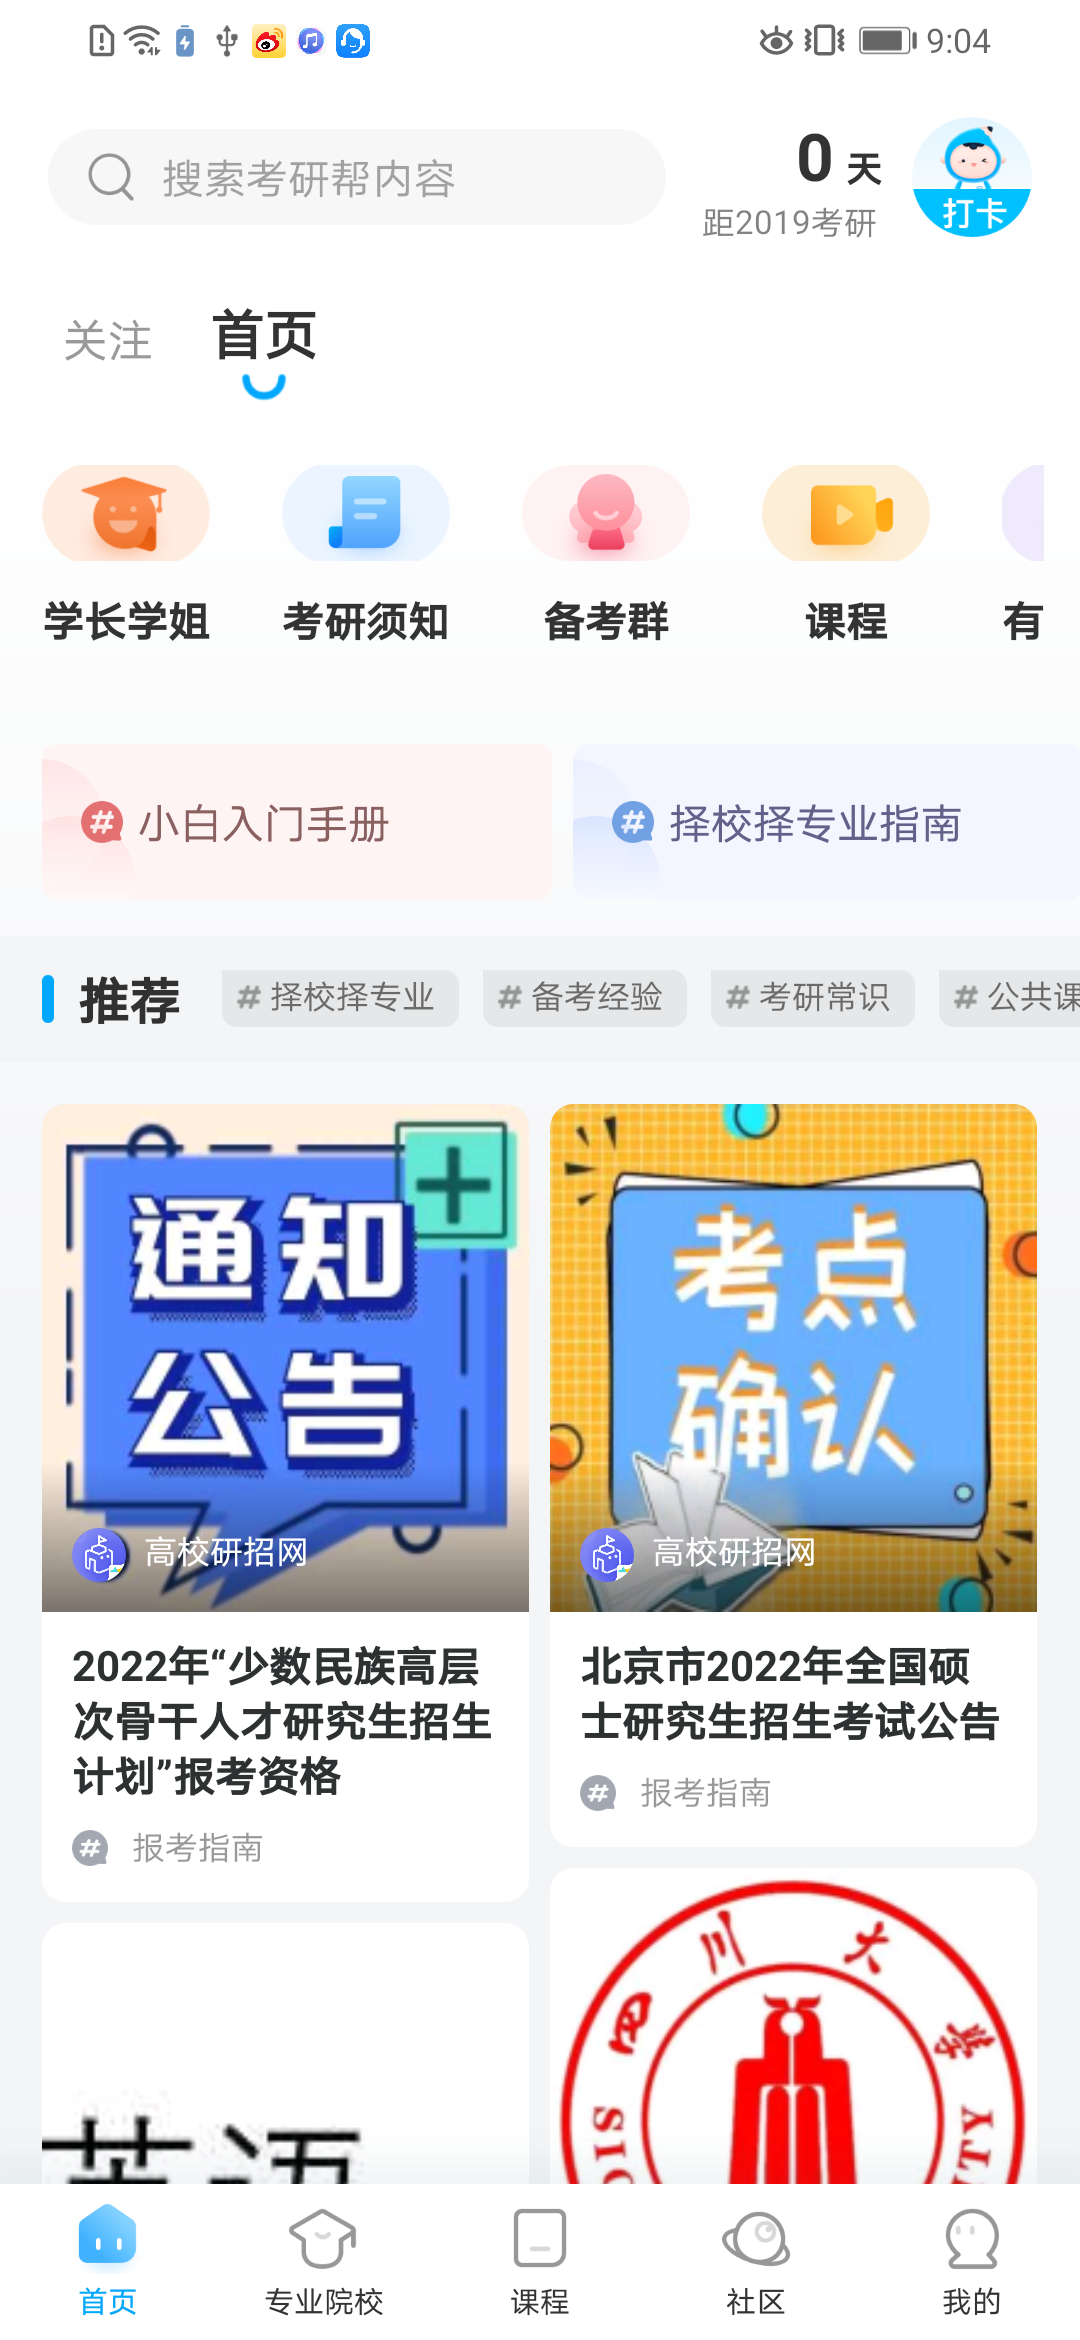 9:04
搜索考研帮内容
0 天
距2019考研
打卡
关注
首页
学长学姐
考研须知
备考群
课程
有
# 小白入门手册
# 择校择专业指南
推荐
# 择校择专业
# 备考经验
# 考研常识
# 公共课
通知
公告
高校研招网
2022年“少数民族高层
次骨干人才研究生招生
计划”报考资格
# 报考指南
考点
确认
高校研招网
北京市2022年全国硕
士研究生招生考试公告
# 报考指南
英语
四川大学
首页
专业院校
课程
社区
我的